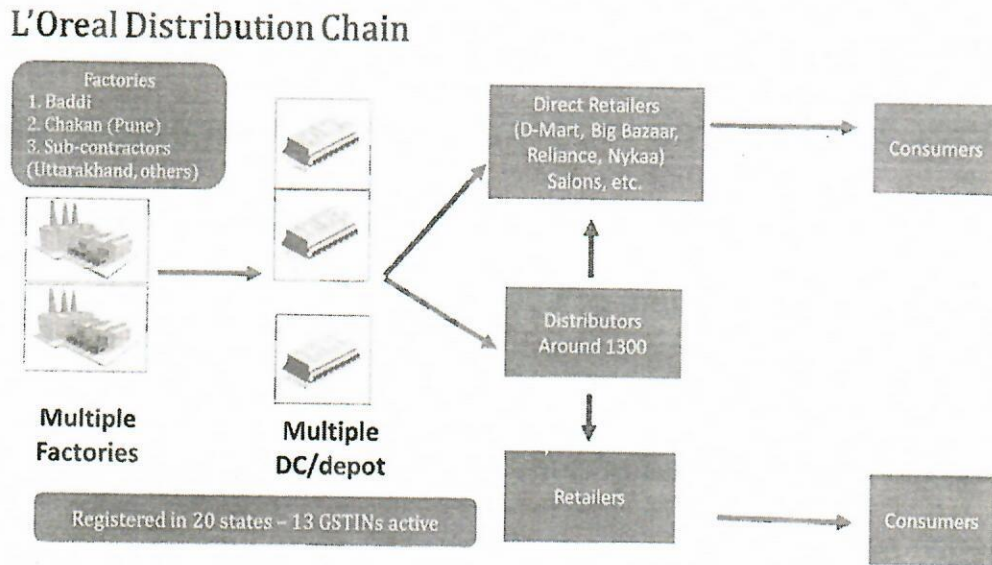 L'Oreal Distribution Chain
Factories
1. Baddi
2. Chakan (Pune)
3. Sub-contractors
(Uttarakhand, others)
Multiple
Factories
Multiple
DC/depot
Direct Retailers
(D-Mart, Big Bazaar,
Reliance, Nykaa)
Salons, etc.
Consumers
Distributors
Around 1300
Retailers
Consumers
Registered in 20 states – 13 GSTINs active